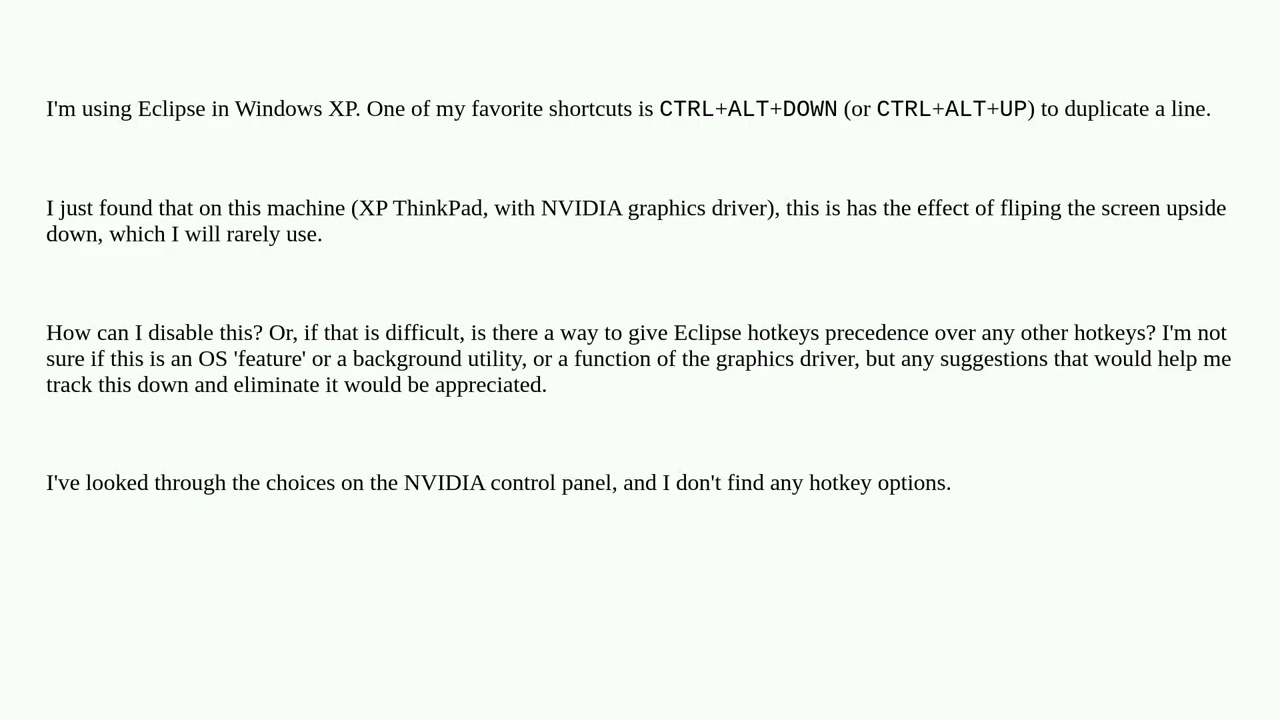 I'm using Eclipse in Windows XP. One of my favorite shortcuts is CTRL+ALT+DOWN (or CTRL+ALT+UP) to duplicate a line.
I just found that on this machine (XP ThinkPad, with NVIDIA graphics driver), this is has the effect of fliping the screen upside
down, which I will rarely use.
How can I disable this? Or, if that is difficult, is there a way to give Eclipse hotkeys precedence over any other hotkeys? I'm not
sure if this is an OS 'feature' or a background utility, or a function of the graphics driver, but any suggestions that would help me
track this down and eliminate it would be appreciated.
I've looked through the choices on the NVIDIA control panel, and I don't find any hotkey options.